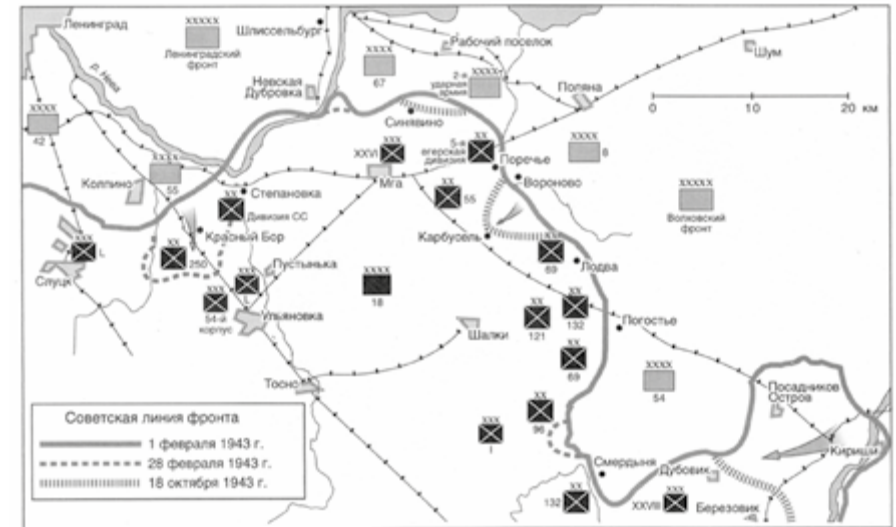 Ленинград
XXXXX
Ленинградский
фронт
Шлиссельбург
р. Нева
Невская
Дубровка
XXXX
67
Рабочий поселок
2-я
ударная
армия
XXXX
Поляна
Шум
0 10 20
км
XXXX
42
Синявино
XXX
XXVI
Мга
5-я
егерская
дивизия
XX
Поречье
Вороново
XXXX
8
XXXXX
Волховский
фронт
XXXX
55
Колпино
Степановка
XX
Дивизия СС
Красный Бор
XX
250
XXX
L
Слуцк
Пустынька
XXX
L
XX
54-й
корпус
Ульяновка
XX
55
Карбусель
XX
69
Лодва
XXXX
18
Шалки
XX
121
XX
132
Погостье
XX
69
XXXX
54
Посадников
Остров
Кириши
Тосно
XX
96
XXX
I
Смердыня
Дубовик
XX
132
XXX
XXVIII
Березовик
Советская линия фронта
1 февраля 1943 г.
28 февраля 1943 г.
18 октября 1943 г.